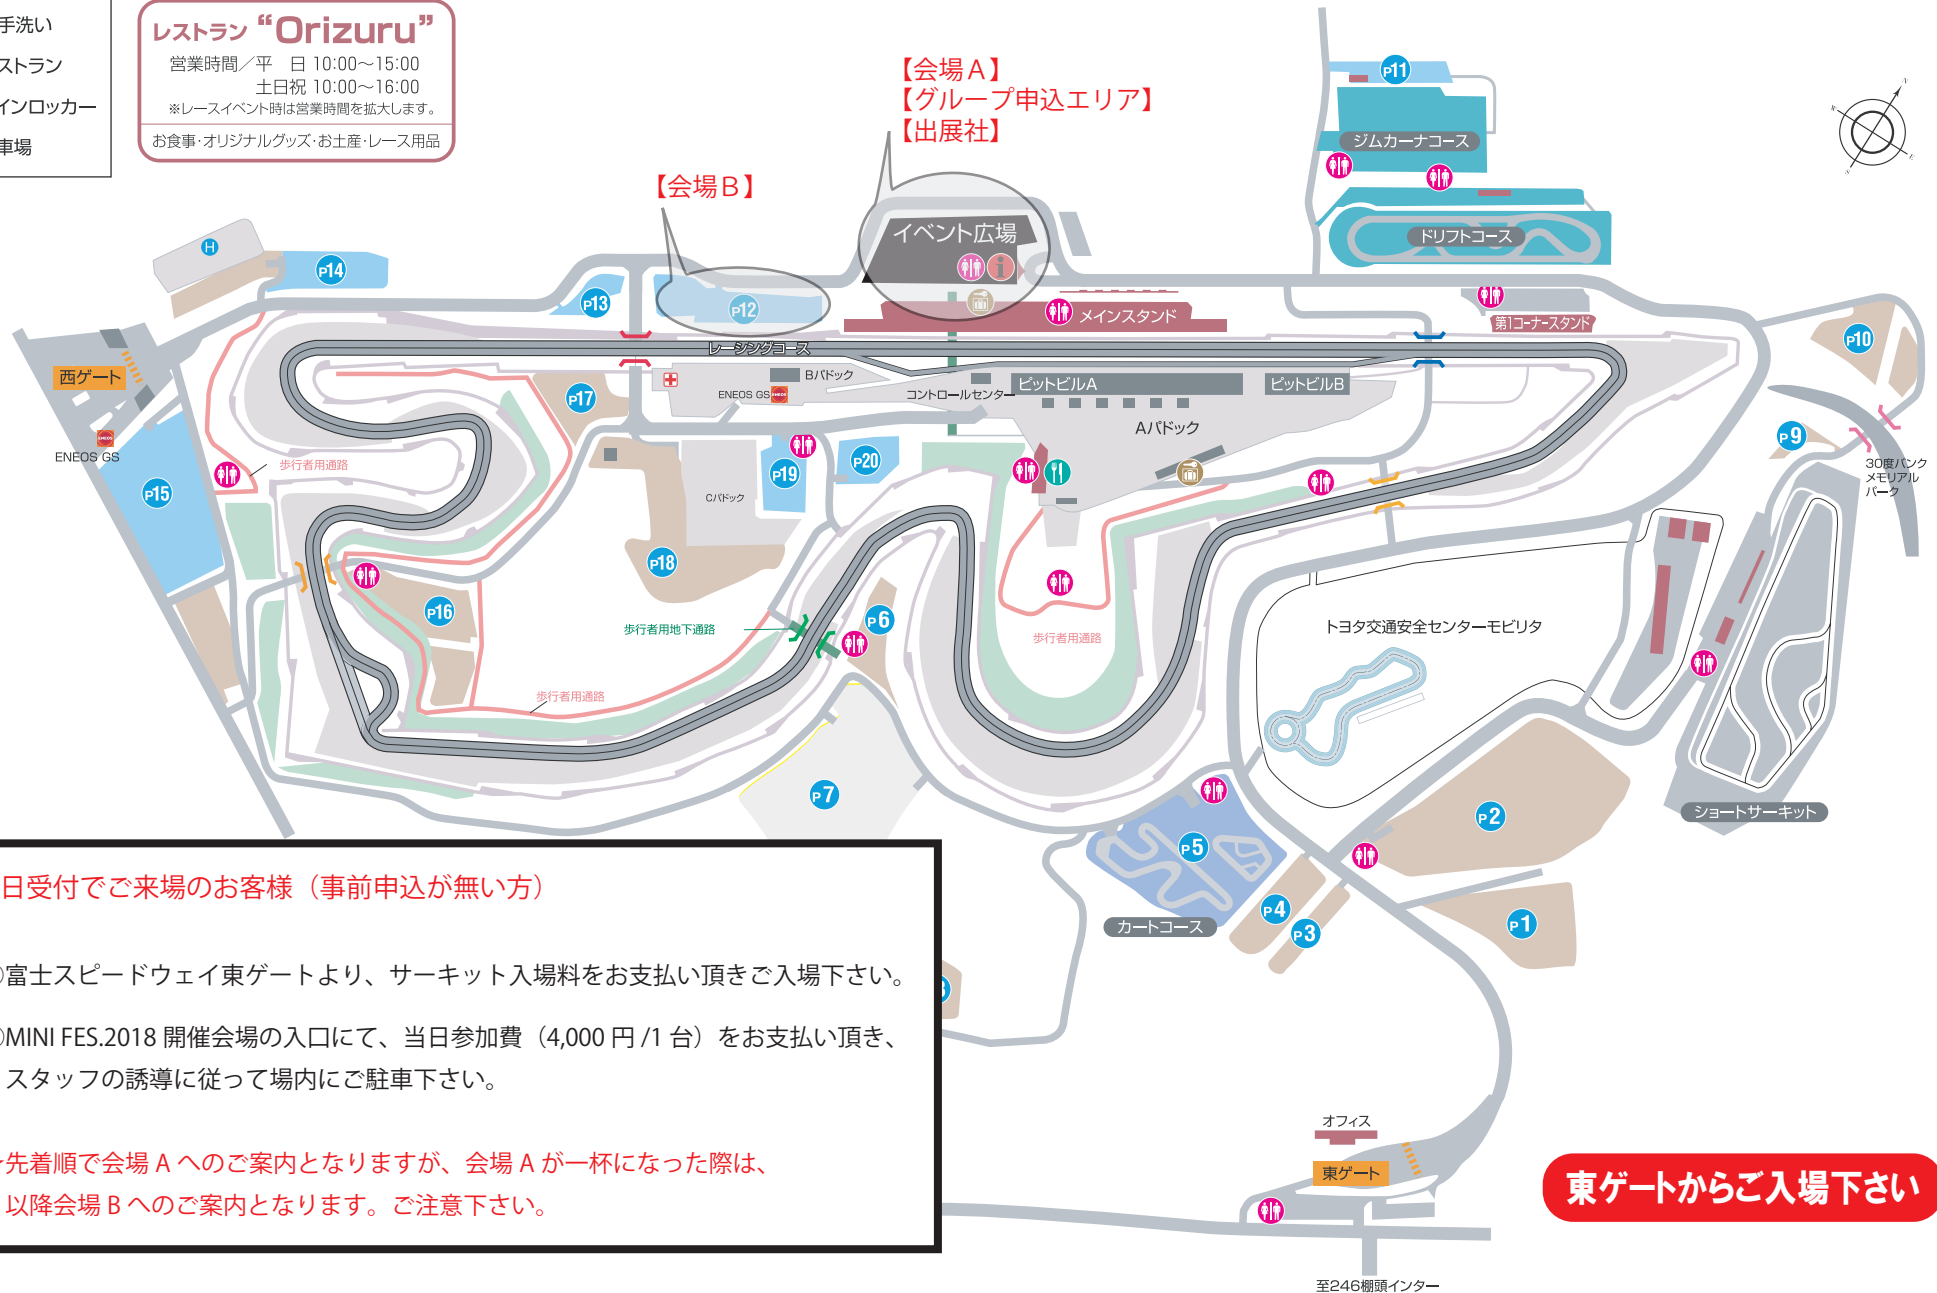 手洗い
ストラン
インロッカー
車場
レストラン “Orizuru”
営業時間／平　日 10:00〜15:00
土日祝 10:00〜16:00
※レースイベント時は営業時間を拡大します。
お食事・オリジナルグッズ・お土産・レース用品
【会場A】
【グループ申込エリア】
【出展社】
【会場B】
P11
ジムカーナコース
ドリフトコース
N
W
E
S
イベント広場
H
P14
P13
P12
メインスタンド
第1コーナースタンド
P10
レーシングコース
西ゲート
ENEOS GS
ENEOS
P15
歩行者用通路
P17
Bパドック
ENEOS GS
ENEOS
コントロールセンター
ピットビルA
ピットビルB
Aパドック
P9
30度バンク
メモリアル
パーク
P19
P20
Cパドック
P18
P16
歩行者用地下通路
P6
歩行者用通路
歩行者用通路
トヨタ交通安全センターモビリタ
P7
P2
ショートサーキット
P5
P4
P3
P1
カートコース
日受付でご来場のお客様（事前申込が無い方）
富士スピードウェイ東ゲートより、サーキット入場料をお支払い頂きご入場下さい。
MINI FES.2018 開催会場の入口にて、当日参加費（4,000 円 /1 台）をお支払い頂き、
スタッフの誘導に従って場内にご駐車下さい。
先着順で会場 A へのご案内となりますが、会場 A が一杯になった際は、
以降会場 B へのご案内となります。ご注意下さい。
オフィス
東ゲート
東ゲートからご入場下さい
至246棚頭インター